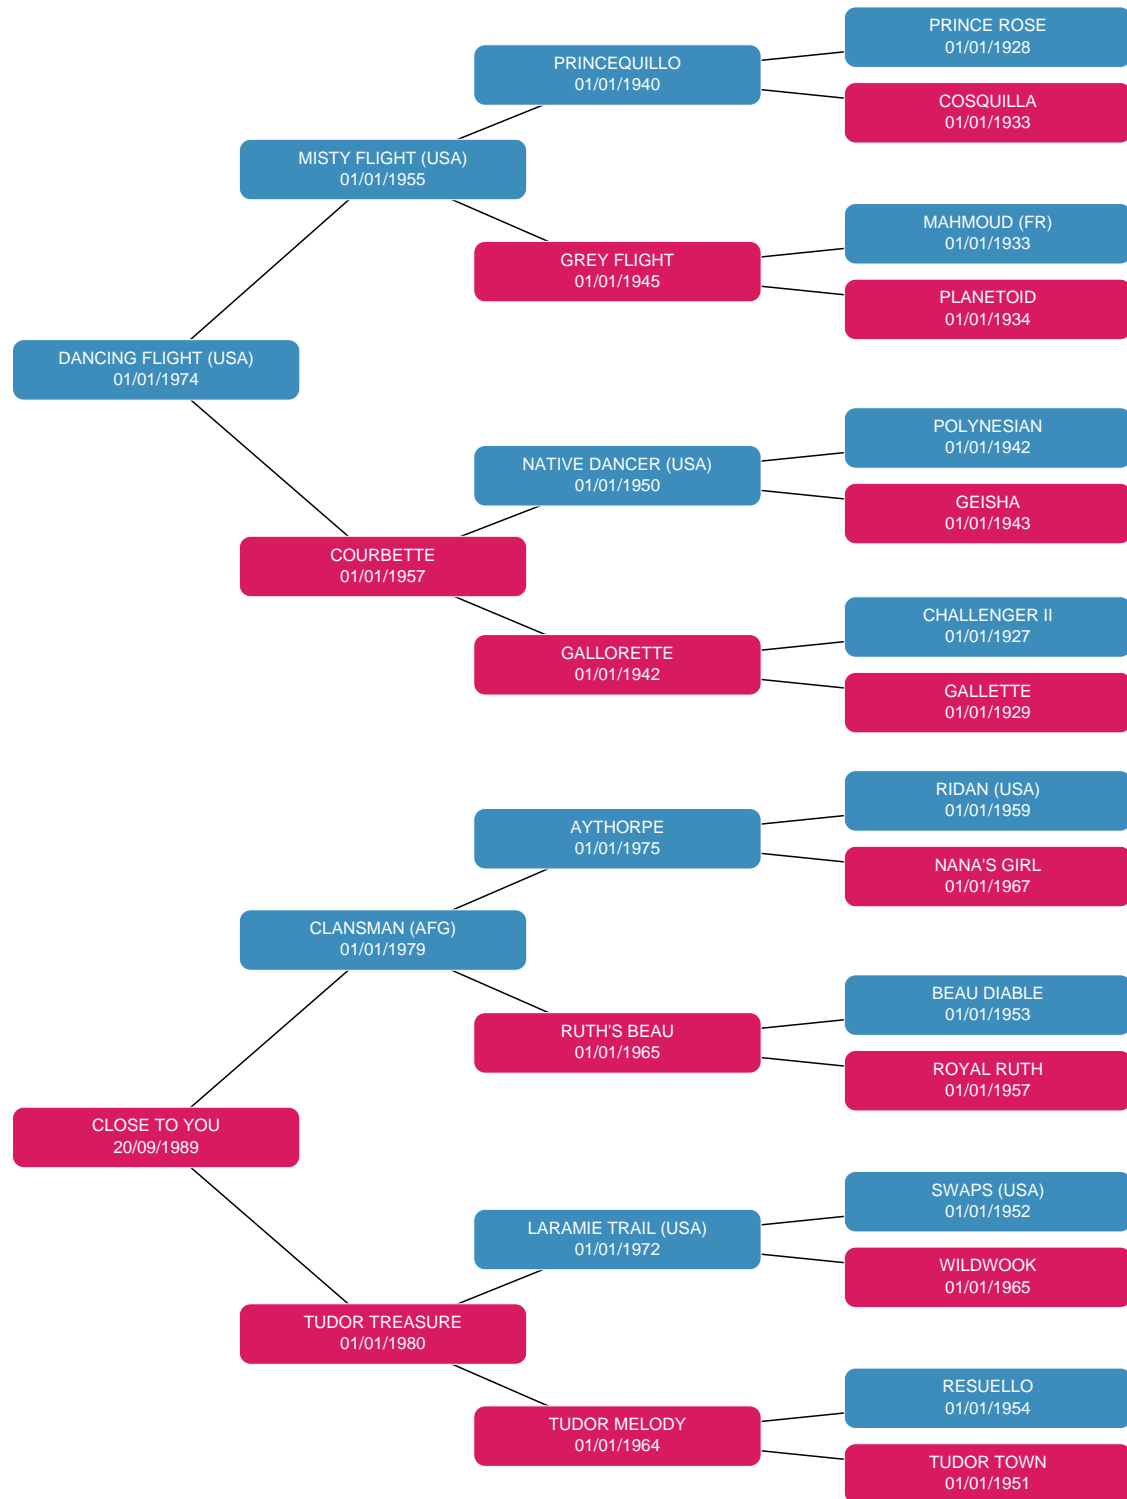 PRINCE ROSE
01/01/1928
PRINCEQUILLO
01/01/1940
COSQUILLA
01/01/1933
MISTY FLIGHT (USA)
01/01/1955
MAHMOUD (FR)
01/01/1933
GREY FLIGHT
01/01/1945
PLANETOID
01/01/1934
DANCING FLIGHT (USA)
01/01/1974
POLYNESIAN
01/01/1942
NATIVE DANCER (USA)
01/01/1950
GEISHA
01/01/1943
COURBETTE
01/01/1957
CHALLENGER II
01/01/1927
GALLORETTE
01/01/1942
GALLETTE
01/01/1929
RIDAN (USA)
01/01/1959
AYTHORPE
01/01/1975
NANA'S GIRL
01/01/1967
CLANSMAN (AFG)
01/01/1979
BEAU DIABLE
01/01/1953
RUTH'S BEAU
01/01/1965
ROYAL RUTH
01/01/1957
CLOSE TO YOU
20/09/1989
SWAPS (USA)
01/01/1952
LARAMIE TRAIL (USA)
01/01/1972
WILDWOOK
01/01/1965
TUDOR TREASURE
01/01/1980
RESUELLO
01/01/1954
TUDOR MELODY
01/01/1964
TUDOR TOWN
01/01/1951